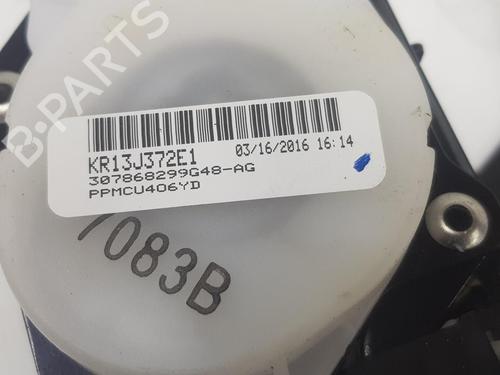 B-PARTS
KR13J372E1 03/16/2016 16:14
307868299G48-AG
PPMCU406YD
7083B